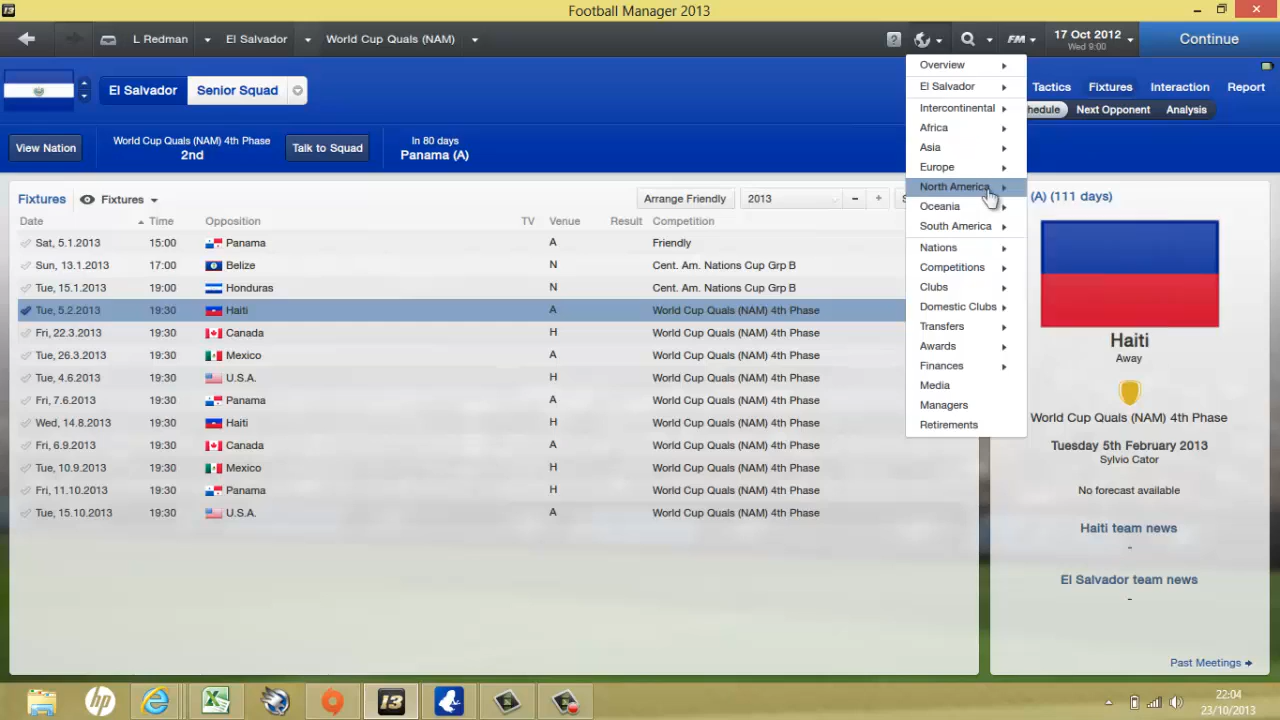 13 Football Manager 2013
L Redman El Salvador World Cup Quals (NAM) ? FM 17 Oct 2012 Wed 9:00 Continue
El Salvador Senior Squad Tactics Fixtures Interaction Report
hedule Next Opponent Analysis
View Nation World Cup Quals (NAM) 4th Phase 2nd Talk to Squad In 80 days Panama (A)
Overview
El Salvador
Intercontinental
Africa
Asia
Europe
North America
Oceania
South America
Nations
Competitions
Clubs
Domestic Clubs
Transfers
Awards
Finances
Media
Managers
Retirements
Fixtures Fixtures Arrange Friendly 2013 - +
Date Time Opposition TV Venue Result Competition
Sat, 5.1.2013 15:00 Panama A Friendly
Sun, 13.1.2013 17:00 Belize N Cent. Am. Nations Cup Grp B
Tue, 15.1.2013 19:00 Honduras N Cent. Am. Nations Cup Grp B
Tue, 5.2.2013 19:30 Haiti A World Cup Quals (NAM) 4th Phase
Fri, 22.3.2013 19:30 Canada H World Cup Quals (NAM) 4th Phase
Tue, 26.3.2013 19:30 Mexico A World Cup Quals (NAM) 4th Phase
Tue, 4.6.2013 19:30 U.S.A. H World Cup Quals (NAM) 4th Phase
Fri, 7.6.2013 19:30 Panama A World Cup Quals (NAM) 4th Phase
Wed, 14.8.2013 19:30 Haiti H World Cup Quals (NAM) 4th Phase
Fri, 6.9.2013 19:30 Canada A World Cup Quals (NAM) 4th Phase
Tue, 10.9.2013 19:30 Mexico H World Cup Quals (NAM) 4th Phase
Fri, 11.10.2013 19:30 Panama H World Cup Quals (NAM) 4th Phase
Tue, 15.10.2013 19:30 U.S.A. A World Cup Quals (NAM) 4th Phase
(A) (111 days)
Haiti
Away
World Cup Quals (NAM) 4th Phase
Tuesday 5th February 2013
Sylvio Cator
No forecast available
Haiti team news
-
El Salvador team news
-
Past Meetings
hp 13 22:04
23/10/2013